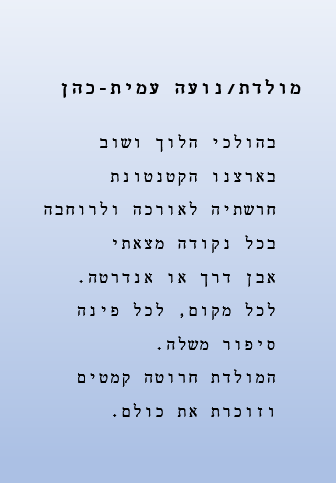 מולדת/נועה עמית-כהן
בהולכי הלוך ושוב
בארצנו הקטנטונת
חרשתיה לאורכה ולרוחבה
בכל נקודה מצאתי
אבן דרך או אנדרטה.
לכל מקום, לכל פינה
סיפור משלה.
המולדת חרוטה קמטים
וזוכרת את כולם.